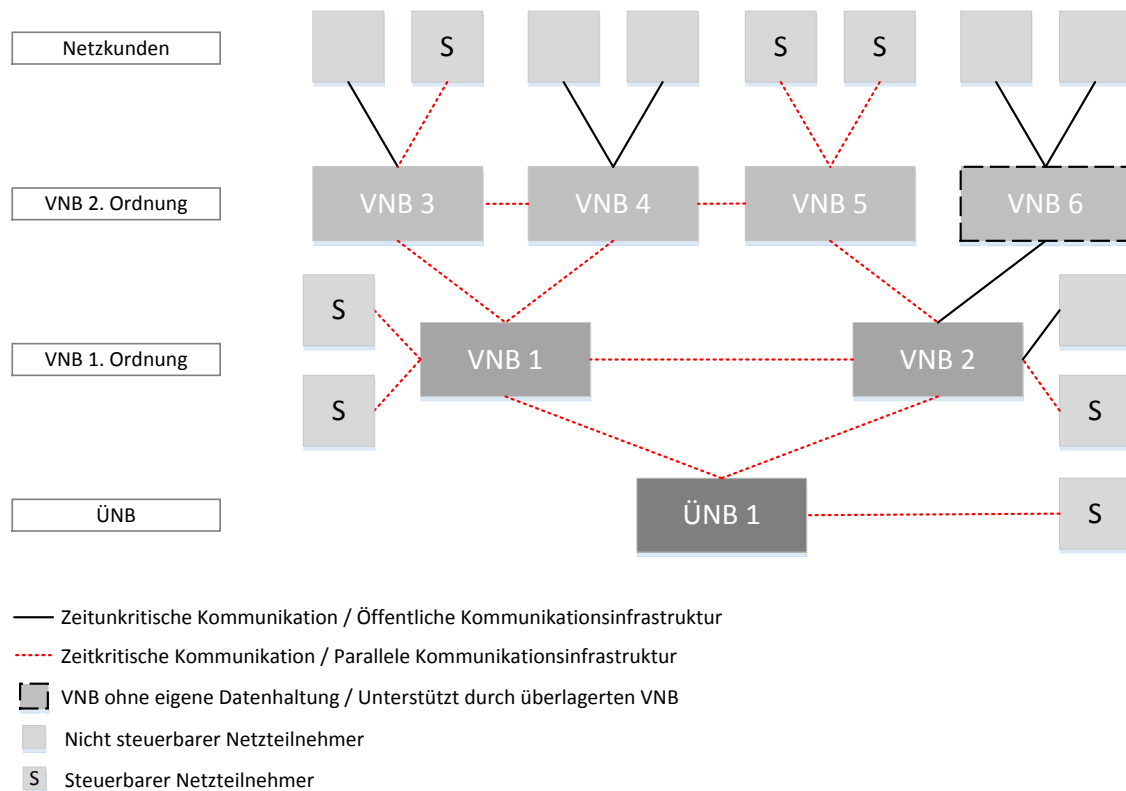 Netzkunden
S
S
S
VNB 2. Ordnung
VNB 3
VNB 4
VNB 5
VNB 6
S
VNB 1. Ordnung
VNB 1
VNB 2
S
S
ÜNB
ÜNB 1
S
Zeitunkritische Kommunikation / Öffentliche Kommunikationsinfrastruktur
Zeitkritische Kommunikation / Parallele Kommunikationsinfrastruktur
VNB ohne eigene Datenhaltung / Unterstützt durch überlagerten VNB
Nicht steuerbarer Netzteilnehmer
S Steuerbarer Netzteilnehmer